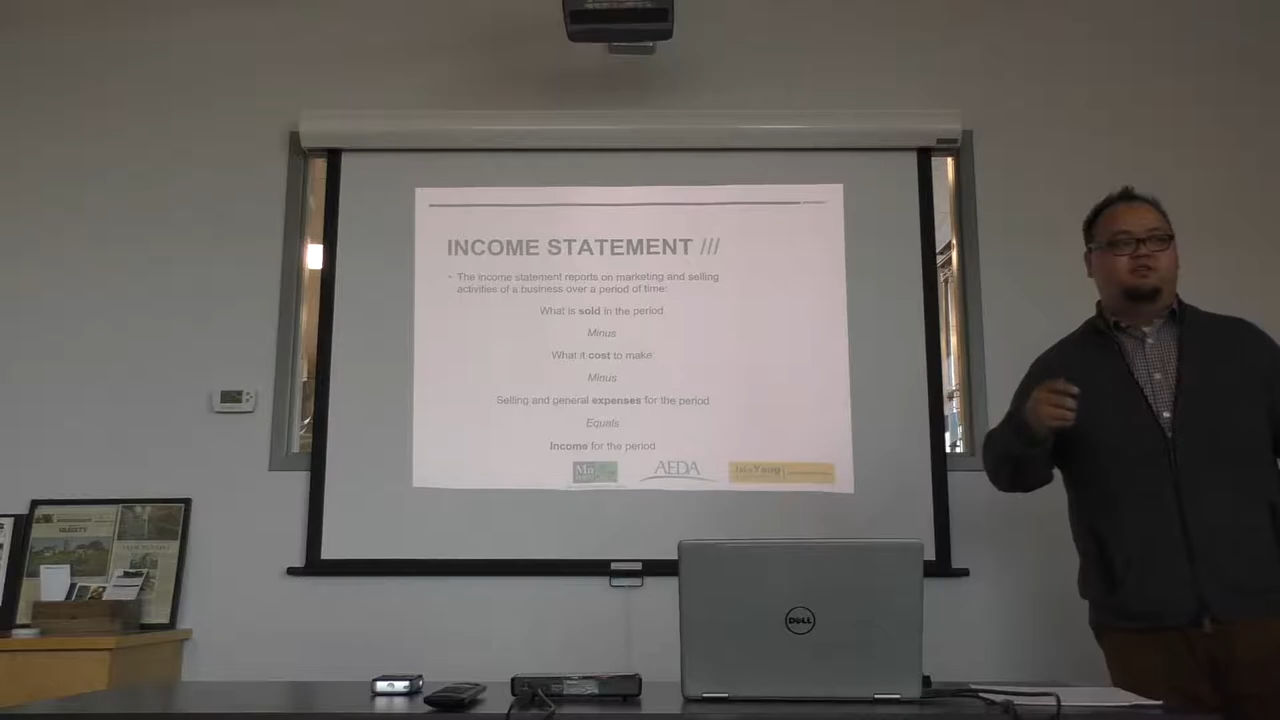 INCOME STATEMENT ///
• The income statement reports on marketing and selling
activities of a business over a period of time:
What is sold in the period
Minus
What it cost to make
Minus
Selling and general expenses for the period
Equals
Income for the period
AEDA
DELL